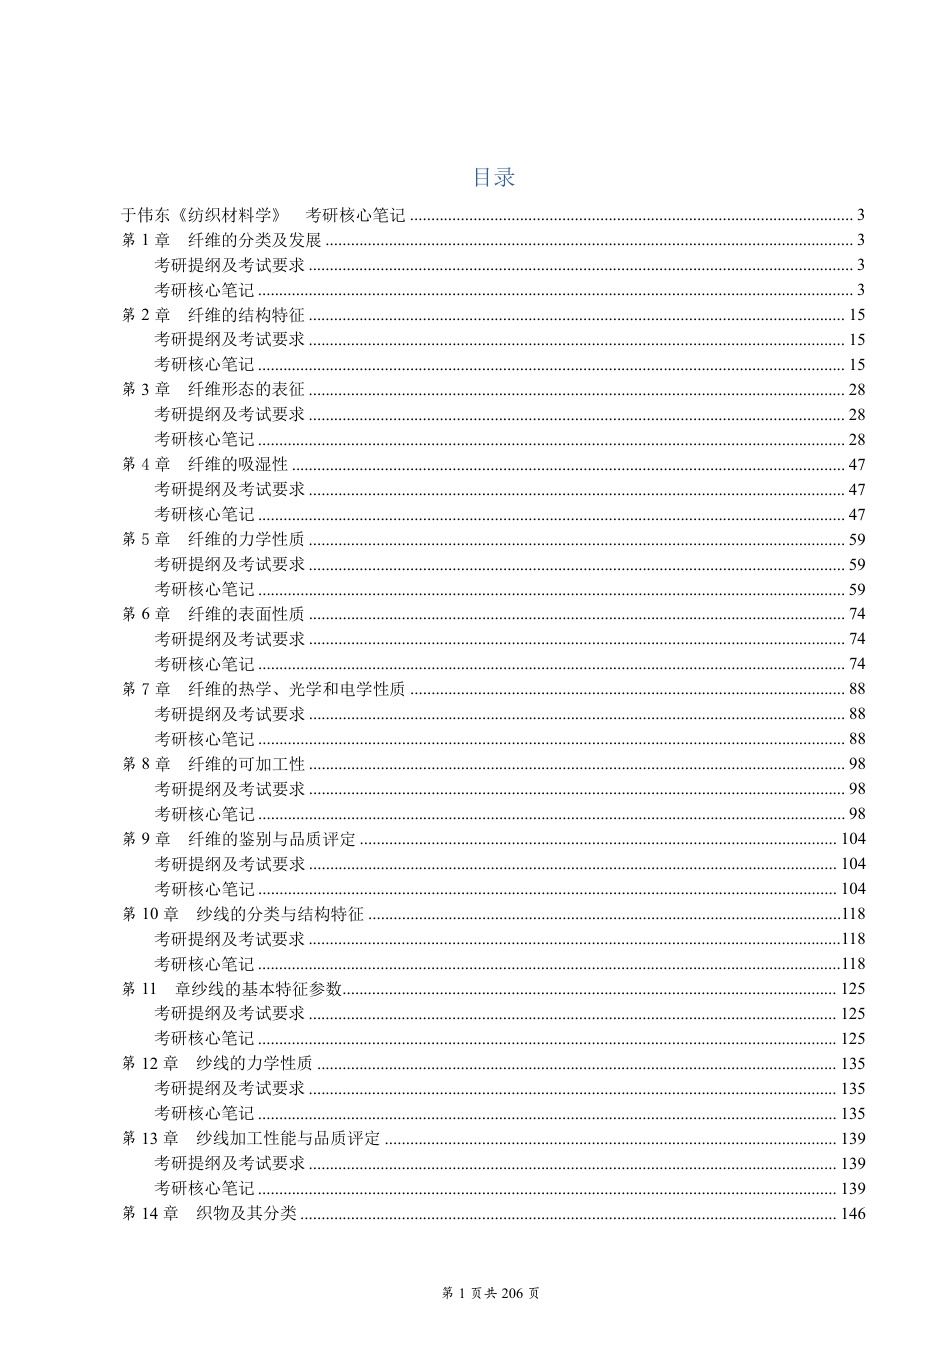 目录
于伟东《纺织材料学》　考研核心笔记 3
第 1 章　纤维的分类及发展 3
考研提纲及考试要求 3
考研核心笔记 3
第 2 章　纤维的结构特征 15
考研提纲及考试要求 15
考研核心笔记 15
第 3 章　纤维形态的表征 28
考研提纲及考试要求 28
考研核心笔记 28
第 4 章　纤维的吸湿性 47
考研提纲及考试要求 47
考研核心笔记 47
第 5 章　纤维的力学性质 59
考研提纲及考试要求 59
考研核心笔记 59
第 6 章　纤维的表面性质 74
考研提纲及考试要求 74
考研核心笔记 74
第 7 章　纤维的热学、光学和电学性质 88
考研提纲及考试要求 88
考研核心笔记 88
第 8 章　纤维的可加工性 98
考研提纲及考试要求 98
考研核心笔记 98
第 9 章　纤维的鉴别与品质评定 104
考研提纲及考试要求 104
考研核心笔记 104
第 10 章　纱线的分类与结构特征 118
考研提纲及考试要求 118
考研核心笔记 118
第 11　章纱线的基本特征参数 125
考研提纲及考试要求 125
考研核心笔记 125
第 12 章　纱线的力学性质 135
考研提纲及考试要求 135
考研核心笔记 135
第 13 章　纱线加工性能与品质评定 139
考研提纲及考试要求 139
考研核心笔记 139
第 14 章　织物及其分类 146
第 1 页共 206 页